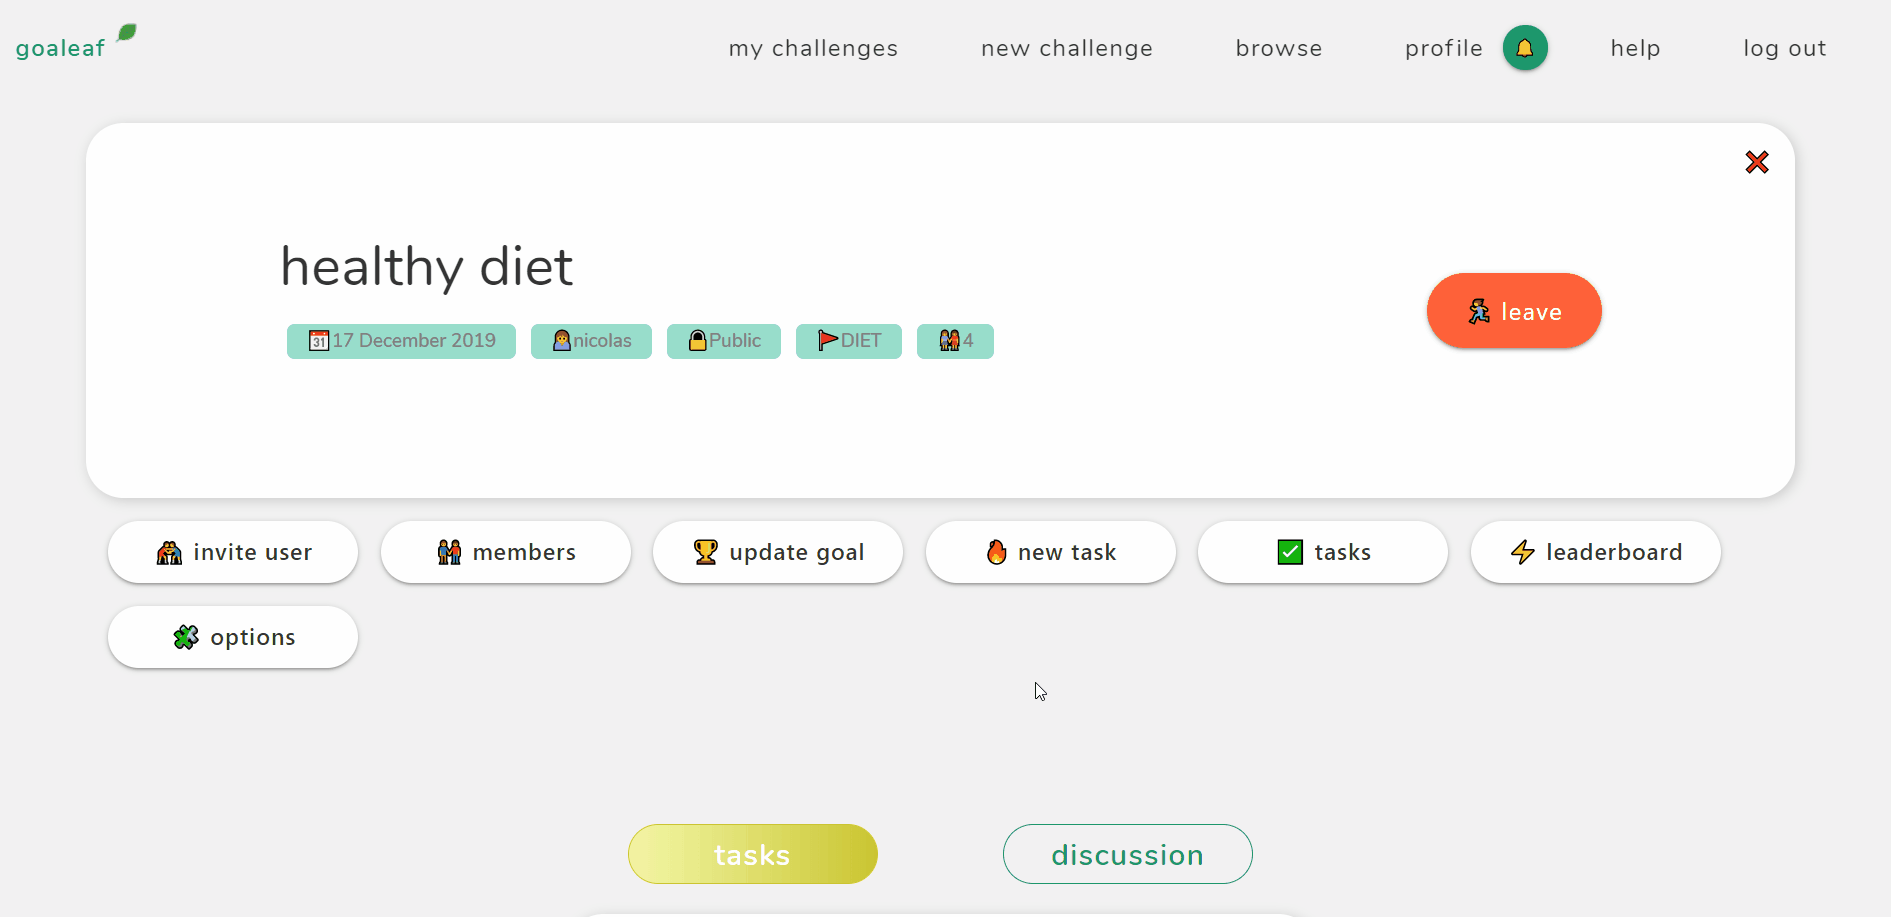 goaleaf
my challenges new challenge browse profile help log out
healthy diet
17 December 2019 nicolas Public DIET 4
leave
invite user members update goal new task tasks leaderboard
options
tasks discussion